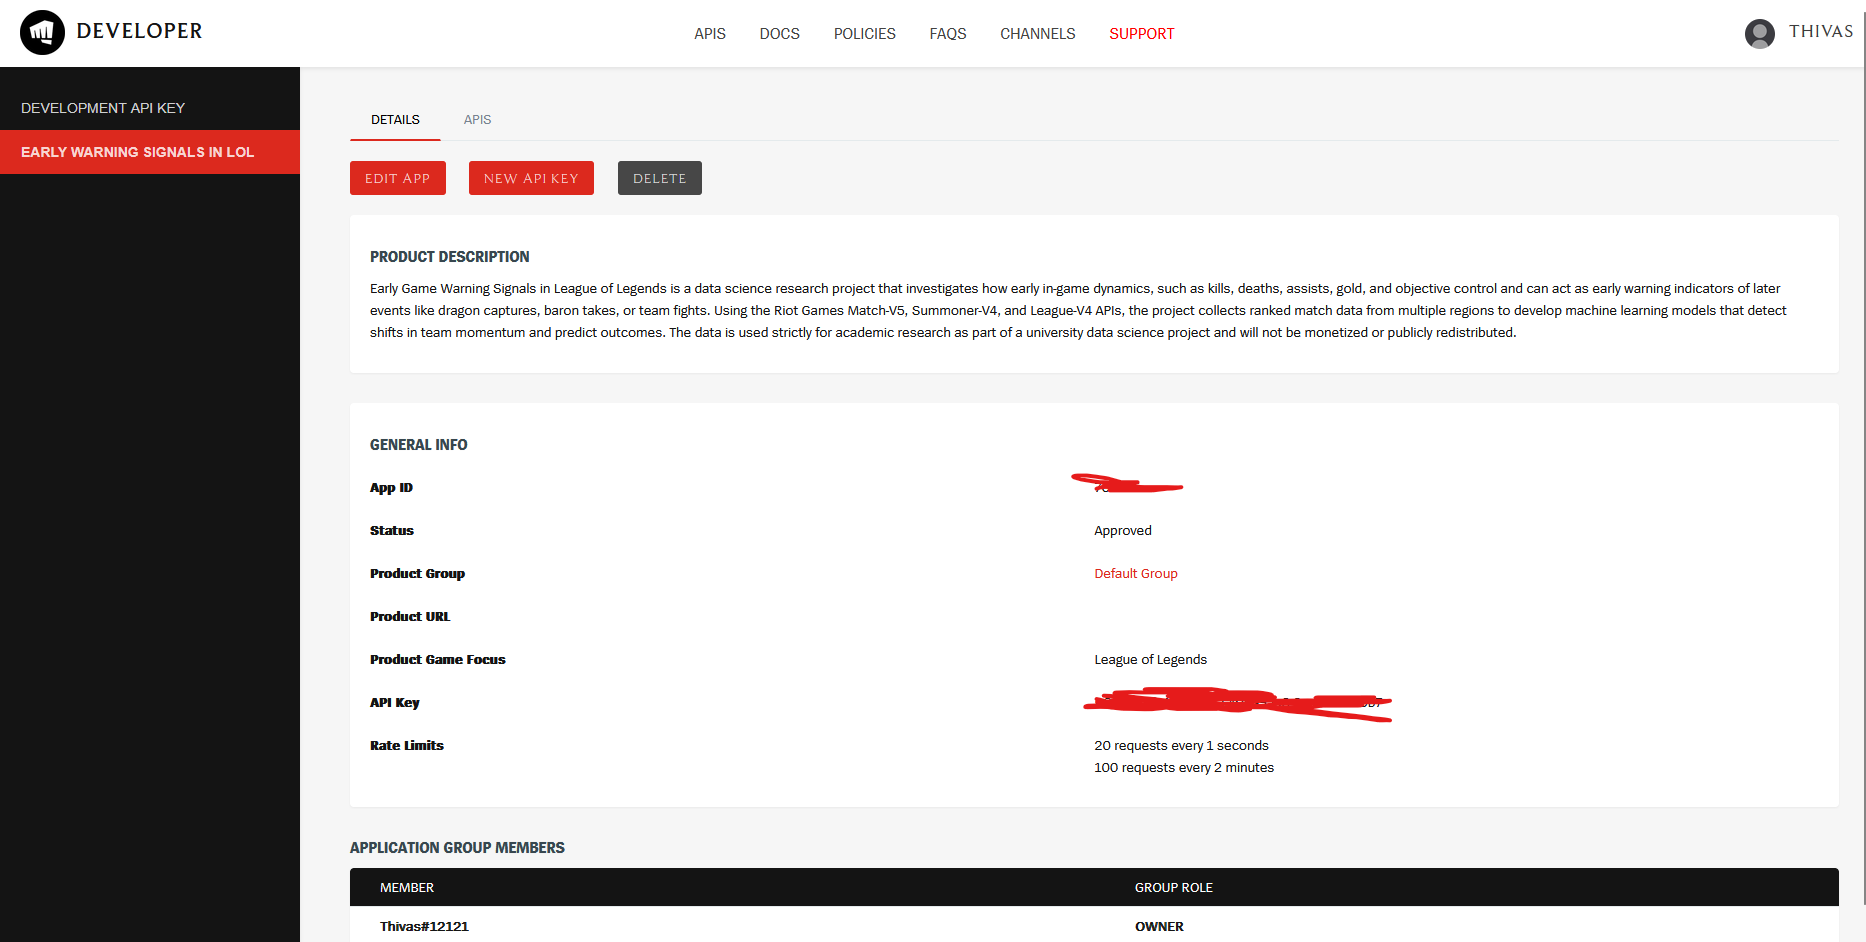 DEVELOPER
APIS
DOCS
POLICIES
FAQS
CHANNELS
SUPPORT
THIVAS
DEVELOPMENT API KEY
EARLY WARNING SIGNALS IN LOL
DETAILS
APIS
EDIT APP
NEW API KEY
DELETE
PRODUCT DESCRIPTION
Early Game Warning Signals in League of Legends is a data science research project that investigates how early in-game dynamics, such as kills, deaths, assists, gold, and objective control and can act as early warning indicators of later
events like dragon captures, baron takes, or team fights. Using the Riot Games Match-V5, Summoner-V4, and League-V4 APIs, the project collects ranked match data from multiple regions to develop machine learning models that detect
shifts in team momentum and predict outcomes. The data is used strictly for academic research as part of a university data science project and will not be monetized or publicly redistributed.
GENERAL INFO
App ID
Status
Approved
Product Group
Default Group
Product URL
Product Game Focus
League of Legends
API Key
Rate Limits
20 requests every 1 seconds
100 requests every 2 minutes
APPLICATION GROUP MEMBERS
MEMBER
GROUP ROLE
Thivas#12121
OWNER